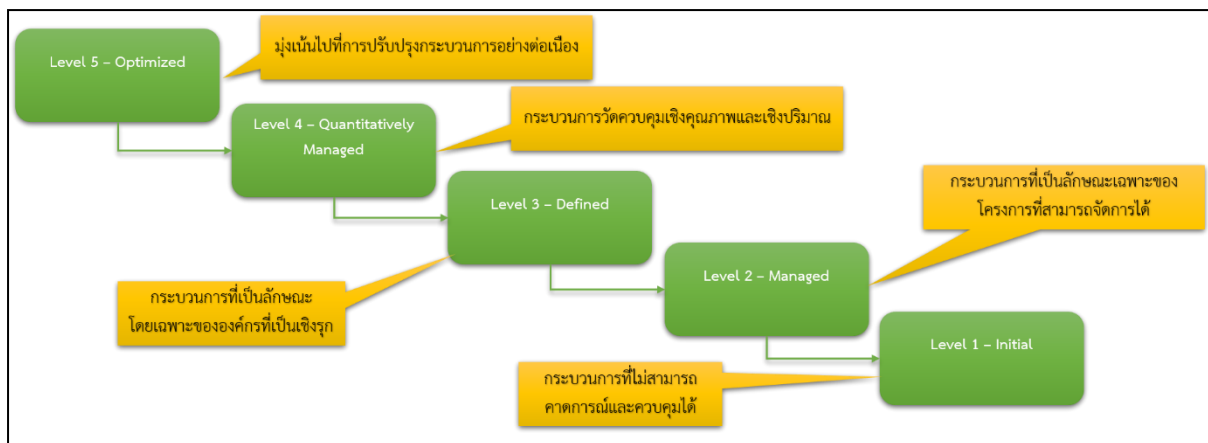 มุ่งเน้นไปที่การปรับปรุงกระบวนการอย่างต่อเนื่อง
Level 5 – Optimized
กระบวนการวัดควบคุมเชิงคุณภาพและเชิงปริมาณ
Level 4 – Quantitatively
Managed
กระบวนการที่เป็นลักษณะเฉพาะของ
โครงการที่สามารถจัดการได้
Level 3 – Defined
Level 2 – Managed
กระบวนการที่เป็นลักษณะ
โดยเฉพาะขององค์กรที่เป็นเชิงรุก
Level 1 – Initial
กระบวนการที่ไม่สามารถ
คาดการณ์และควบคุมได้